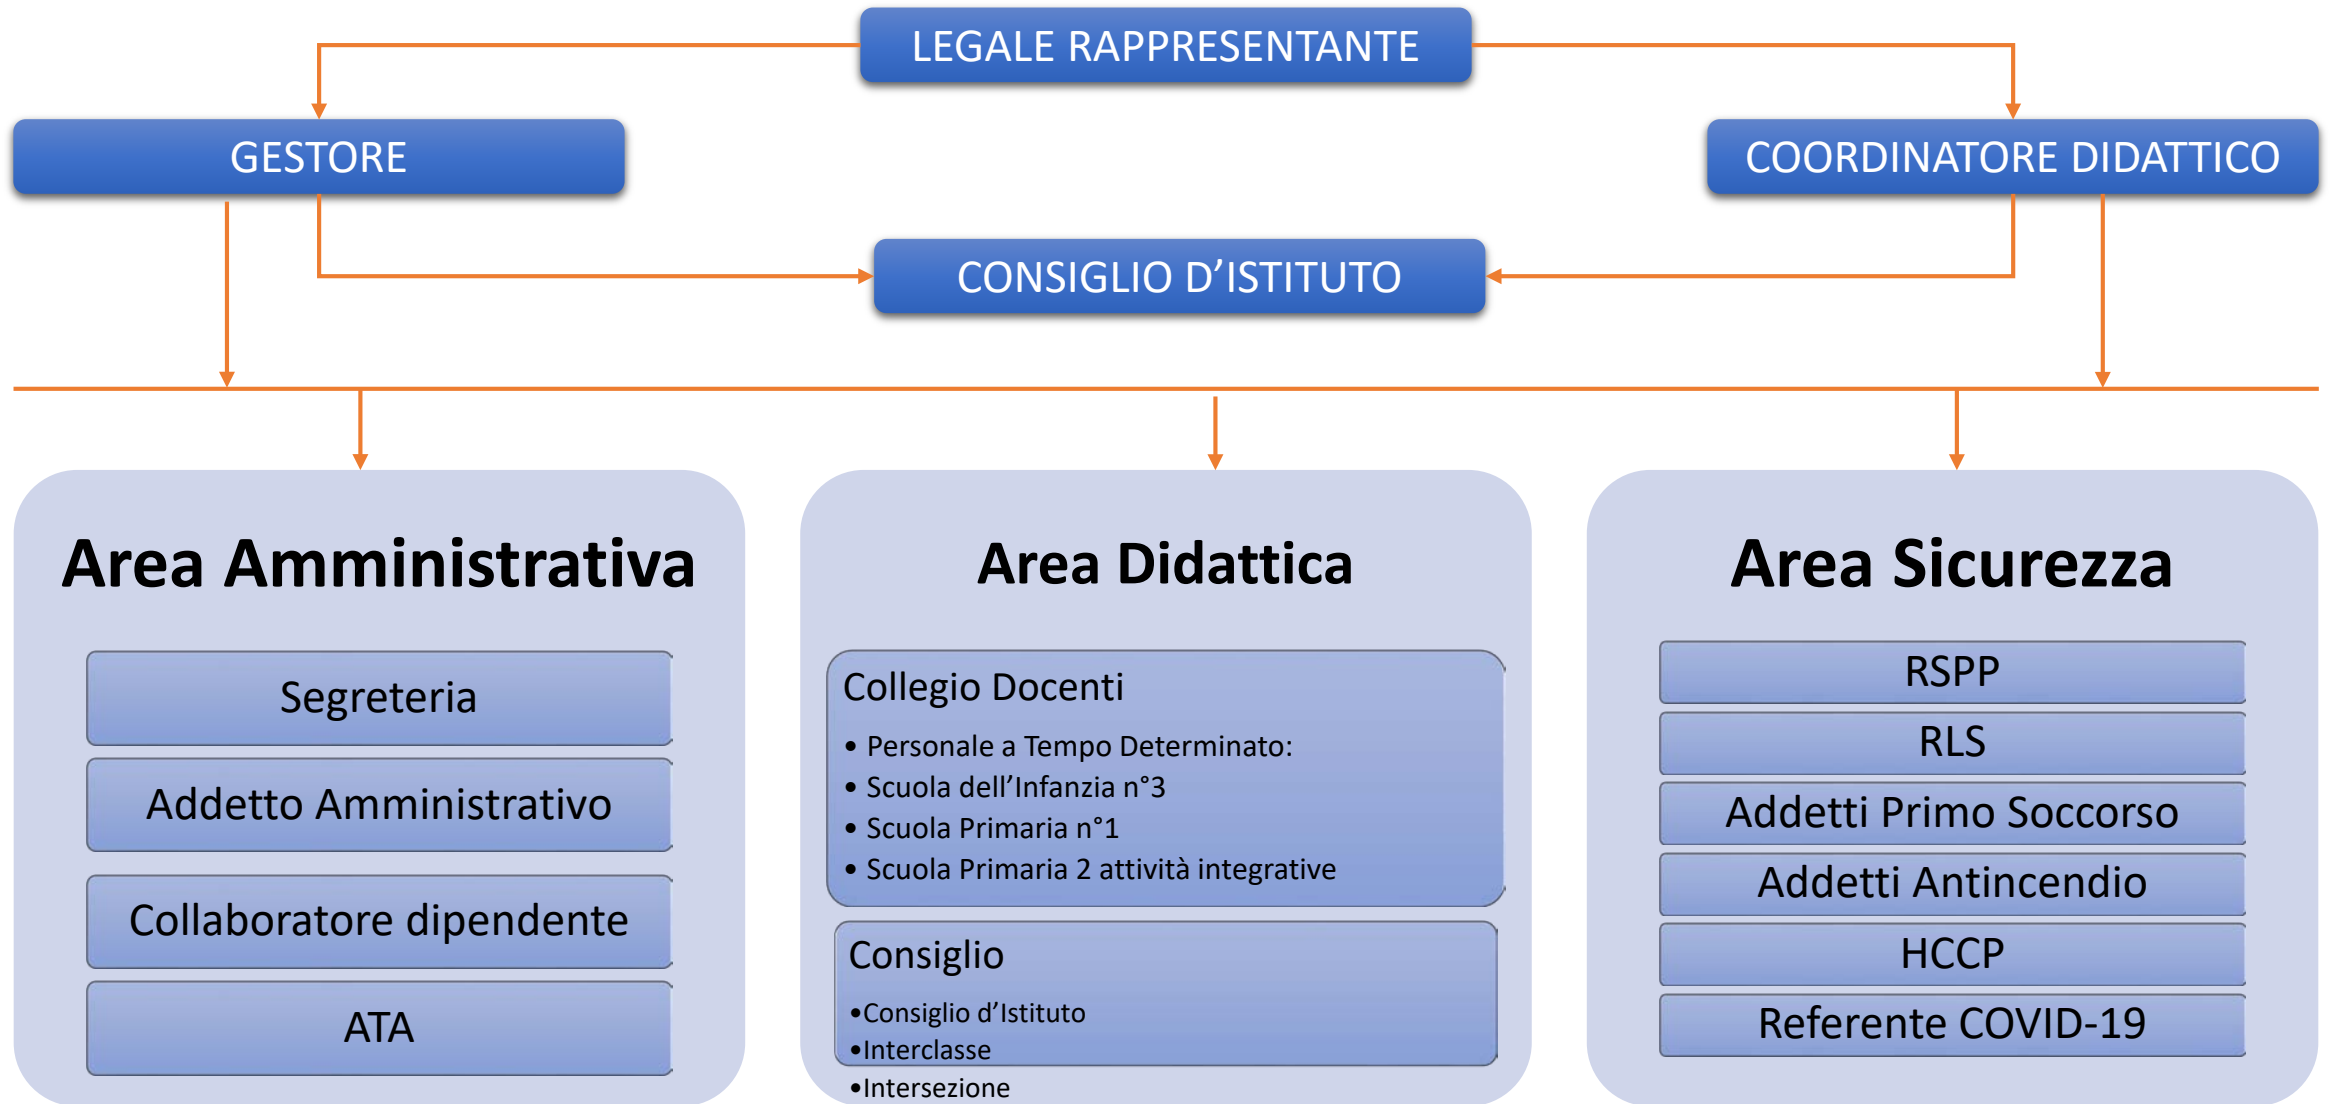 LEGALE RAPPRESENTANTE
GESTORE
COORDINATORE DIDATTICO
CONSIGLIO D’ISTITUTO
Area Amministrativa
Segreteria
Addetto Amministrativo
Collaboratore dipendente
ATA
Area Didattica
Collegio Docenti
• Personale a Tempo Determinato:
• Scuola dell’Infanzia n°3
• Scuola Primaria n°1
• Scuola Primaria 2 attività integrative
Consiglio
•Consiglio d’Istituto
•Interclasse
•Intersezione
Area Sicurezza
RSPP
RLS
Addetti Primo Soccorso
Addetti Antincendio
HCCP
Referente COVID-19